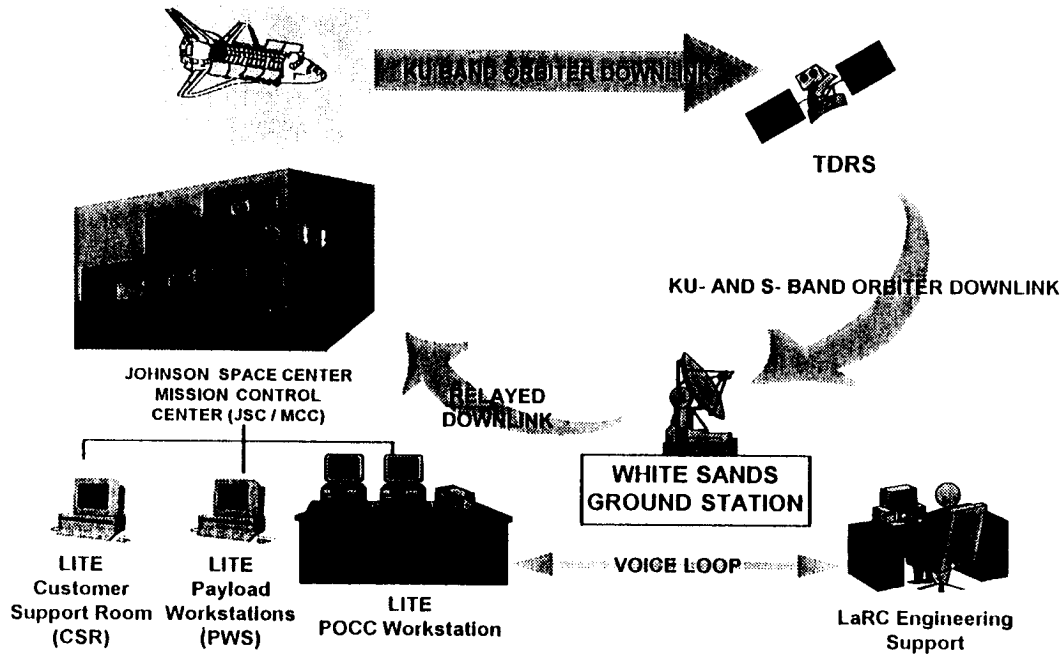 KU BAND ORBITER DOWNLINK
TDRS
KU- AND S- BAND ORBITER DOWNLINK
JOHNSON SPACE CENTER
MISSION CONTROL
CENTER (JSC / MCC)
RELAYED
DOWNLINK
WHITE SANDS
GROUND STATION
LITE
Customer
Support Room
(CSR)
LITE
Payload
Workstations
(PWS)
LITE
POCC Workstation
VOICE LOOP
LaRC Engineering
Support